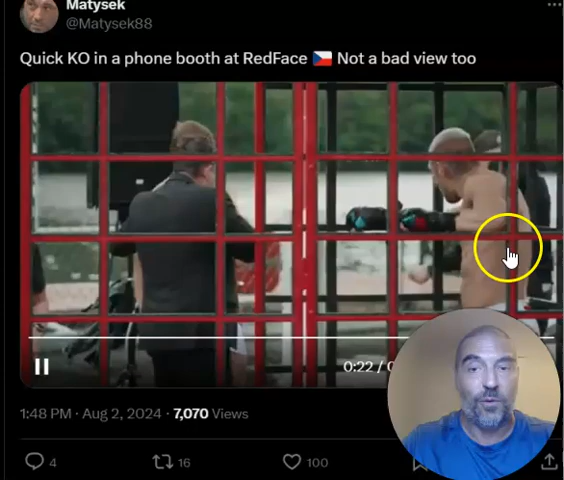 Matysek
@Matysek88
Quick KO in a phone booth at RedFace 🇨🇿 Not a bad view too
0:22 /
1:48 PM · Aug 2, 2024 · 7,070 Views
4 16 100